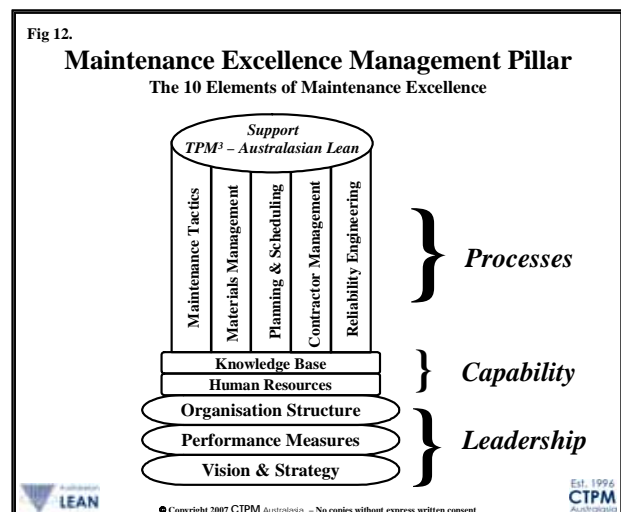 Fig 12.
Maintenance Excellence Management Pillar
The 10 Elements of Maintenance Excellence
Support
TPM³ – Australasian Lean
Maintenance Tactics
Materials Management
Planning & Scheduling
Contractor Management
Reliability Engineering
Processes
Knowledge Base
Human Resources
Capability
Organisation Structure
Performance Measures
Vision & Strategy
Leadership
Australasian
LEAN
Copyright 2007 CTPM Australasia – No copies without express written consent
Est. 1996
CTPM
Australasia